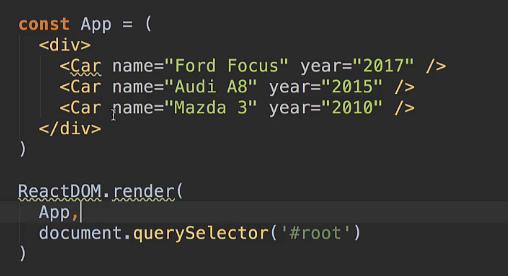 const App = (
<div>
<Car name="Ford Focus" year="2017" />
<Car name="Audi A8" year="2015" />
<Car name="Mazda 3" year="2010" />
</div>
)
ReactDOM.render(
App,
document.querySelector('#root')
)